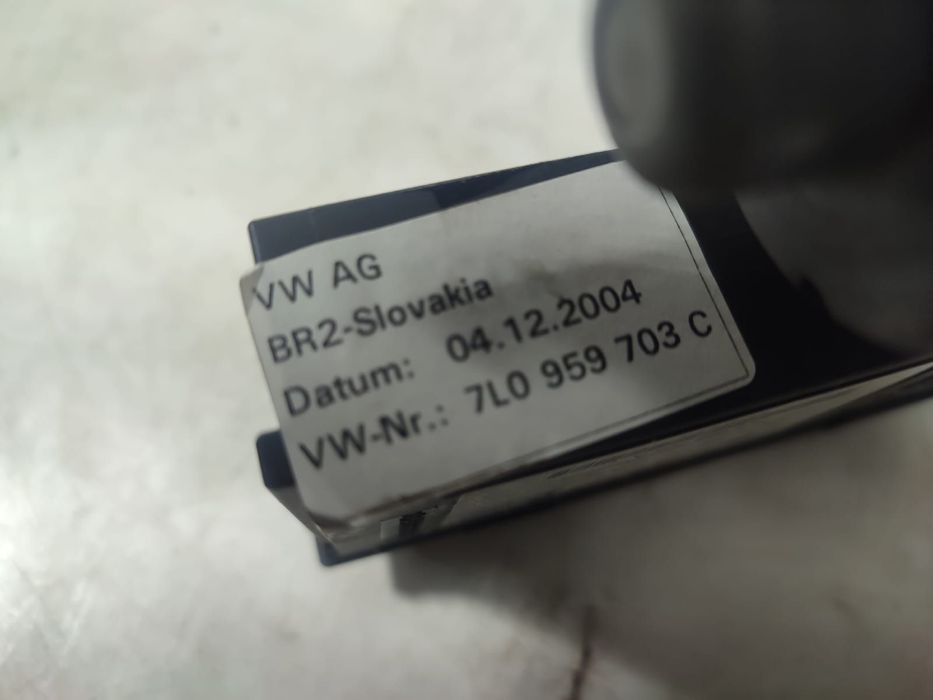 VW AG
BR2-Slovakia
Datum: 04.12.2004
VW-Nr.: 7L0 959 703 C